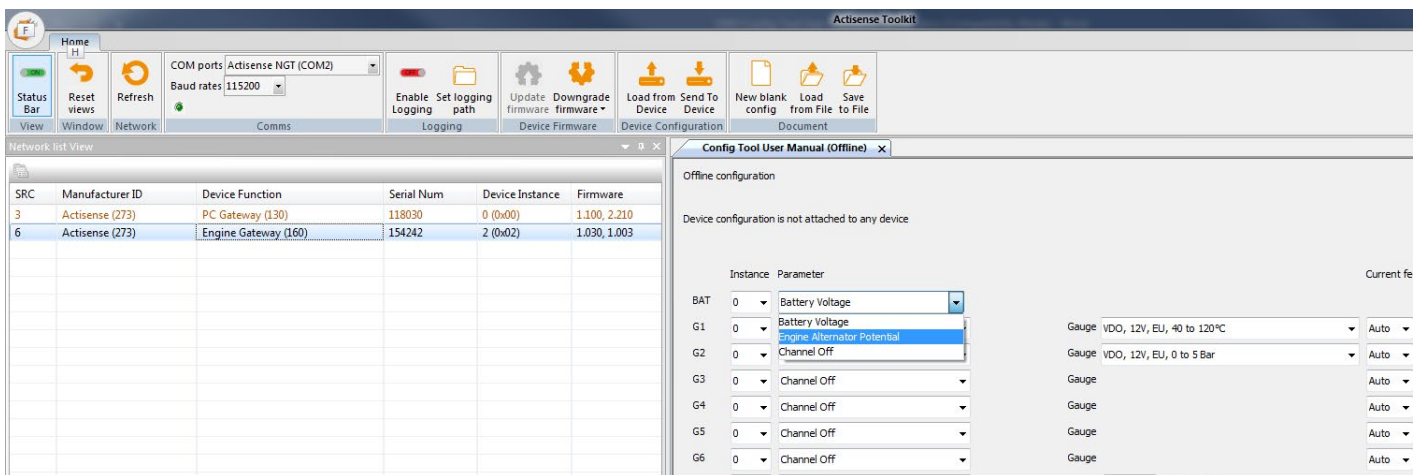 Actisense Toolkit
F
Home
H
ON
Status Bar
Reset views
Refresh
COM ports Actisense NGT (COM2)
Baud rates 115200
OFF
Enable Logging
Set logging path
Update firmware
Downgrade firmware
Load from Device
Send To Device
New blank config
Load from File
Save to File
View Window Network Comms Logging Device Firmware Device Configuration Document
Network list View
SRC Manufacturer ID Device Function Serial Num Device Instance Firmware
3 Actisense (273) PC Gateway (130) 118030 0 (0x00) 1.100, 2.210
6 Actisense (273) Engine Gateway (160) 154242 2 (0x02) 1.030, 1.003
Config Tool User Manual (Offline) X
Offline configuration
Device configuration is not attached to any device
Instance Parameter Current fe
BAT 0 Battery Voltage
Battery Voltage
Engine Alternator Potential
Channel Off
G1 0 Gauge VDO, 12V, EU, 40 to 120°C Auto
G2 0 Gauge VDO, 12V, EU, 0 to 5 Bar Auto
G3 0 Channel Off Gauge Auto
G4 0 Channel Off Gauge Auto
G5 0 Channel Off Gauge Auto
G6 0 Channel Off Gauge Auto